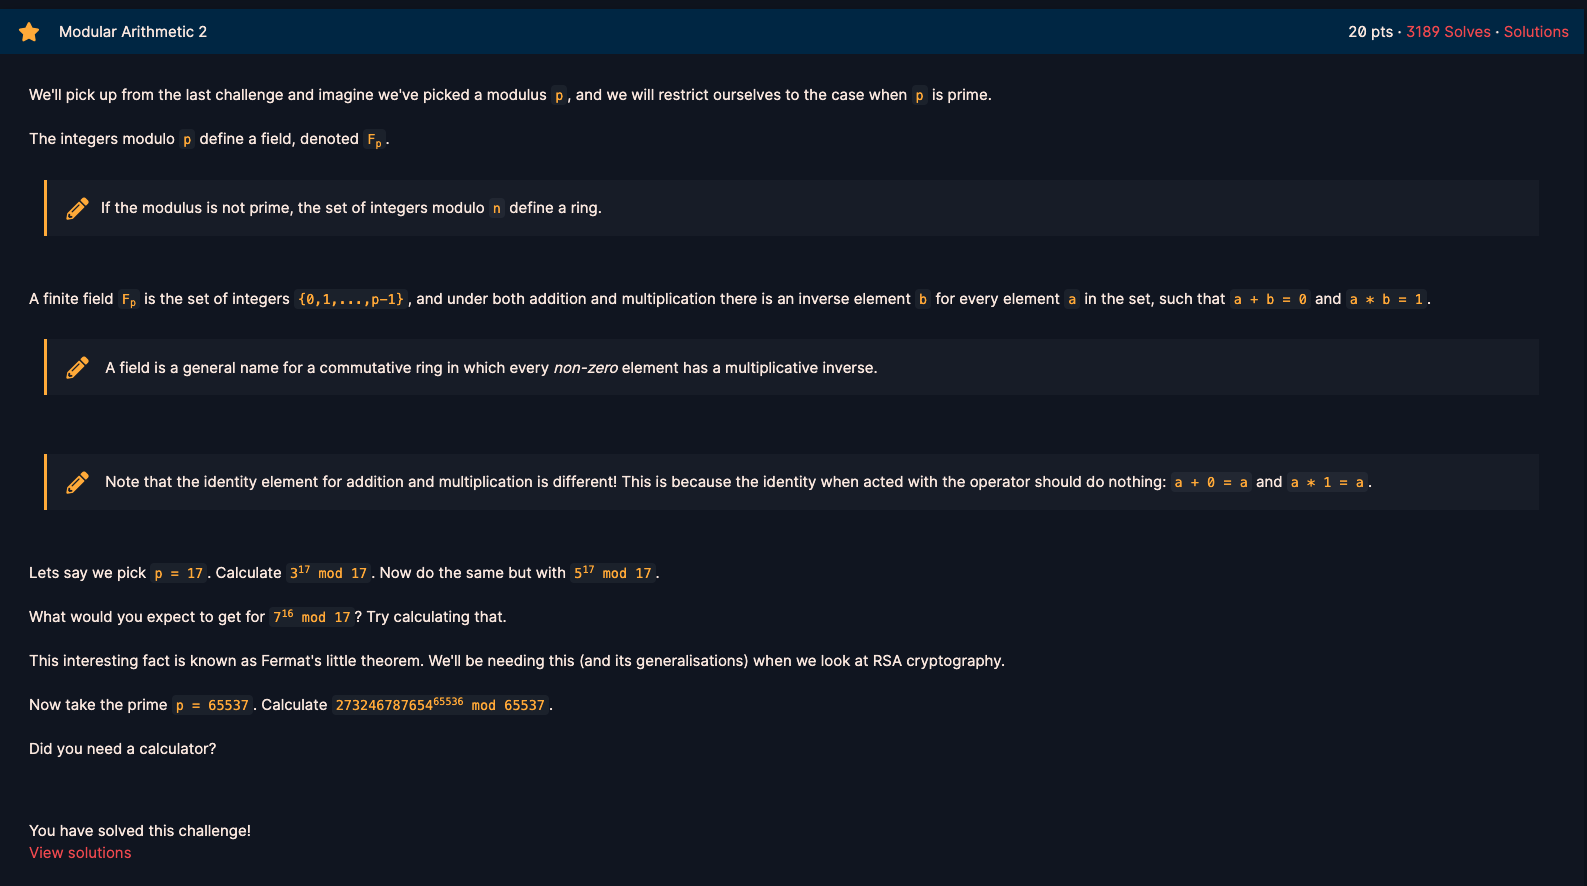 Modular Arithmetic 2
20 pts · 3189 Solves · Solutions
We'll pick up from the last challenge and imagine we've picked a modulus p, and we will restrict ourselves to the case when p is prime.
The integers modulo p define a field, denoted Fₚ.
If the modulus is not prime, the set of integers modulo n define a ring.
A finite field Fₚ is the set of integers {0,1,...,p-1}, and under both addition and multiplication there is an inverse element b for every element a in the set, such that a + b = 0 and a * b = 1.
A field is a general name for a commutative ring in which every non-zero element has a multiplicative inverse.
Note that the identity element for addition and multiplication is different! This is because the identity when acted with the operator should do nothing: a + 0 = a and a * 1 = a.
Lets say we pick p = 17. Calculate 3¹⁷ mod 17. Now do the same but with 5¹⁷ mod 17.
What would you expect to get for 7¹⁶ mod 17? Try calculating that.
This interesting fact is known as Fermat's little theorem. We'll be needing this (and its generalisations) when we look at RSA cryptography.
Now take the prime p = 65537. Calculate 273246787654⁶⁵⁵³⁶ mod 65537.
Did you need a calculator?
You have solved this challenge!
View solutions